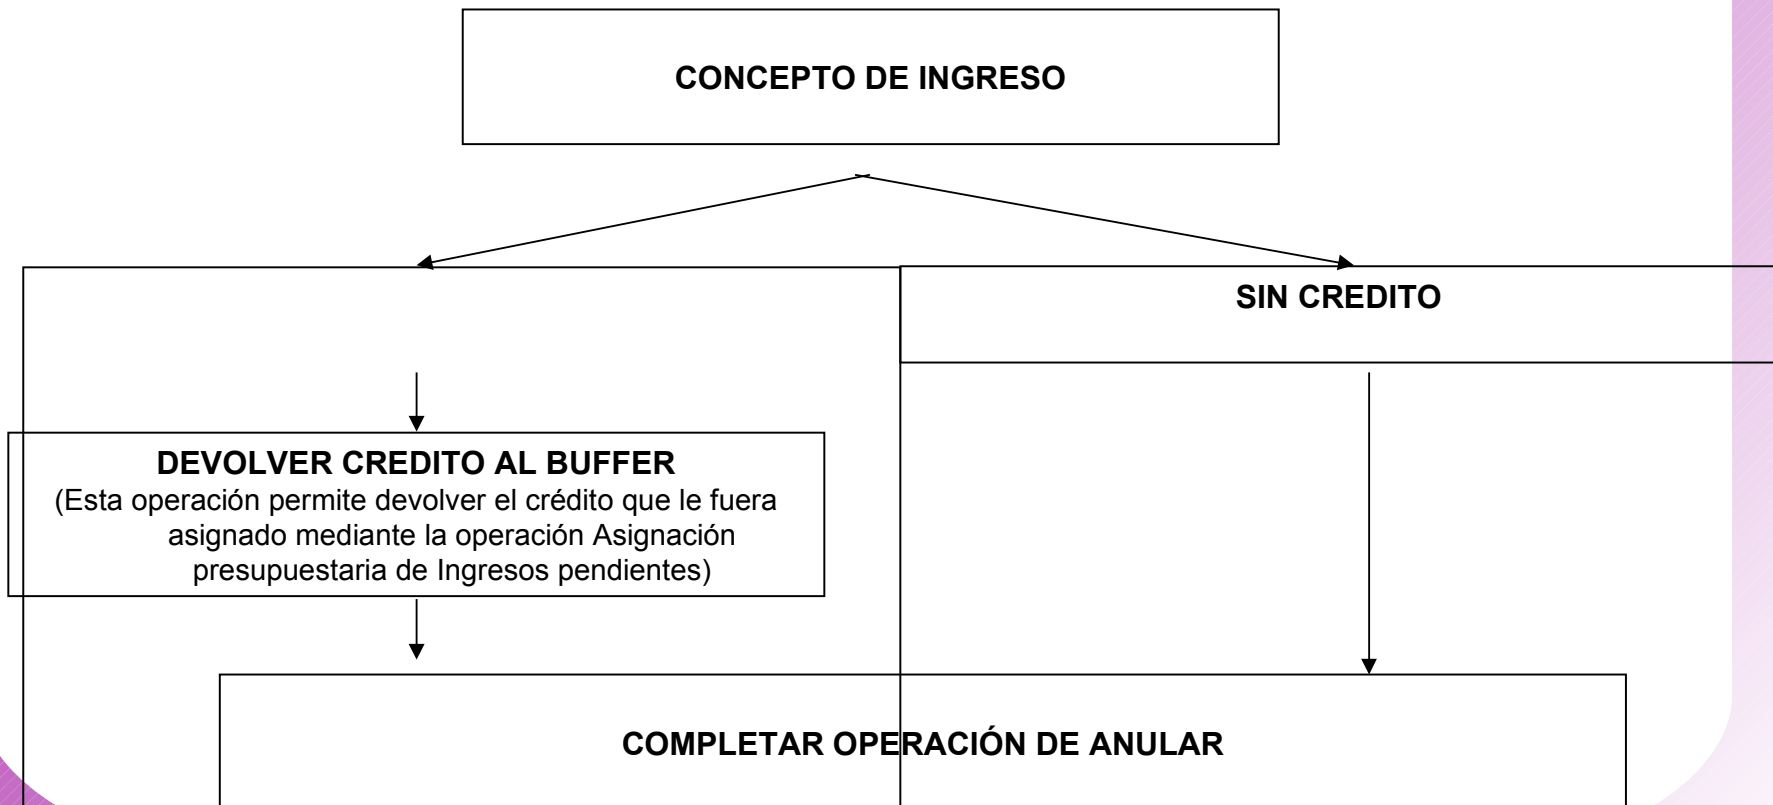 CONCEPTO DE INGRESO
SIN CREDITO
DEVOLVER CREDITO AL BUFFER
(Esta operación permite devolver el crédito que le fuera
asignado mediante la operación Asignación
presupuestaria de Ingresos pendientes)
COMPLETAR OPERACIÓN DE ANULAR